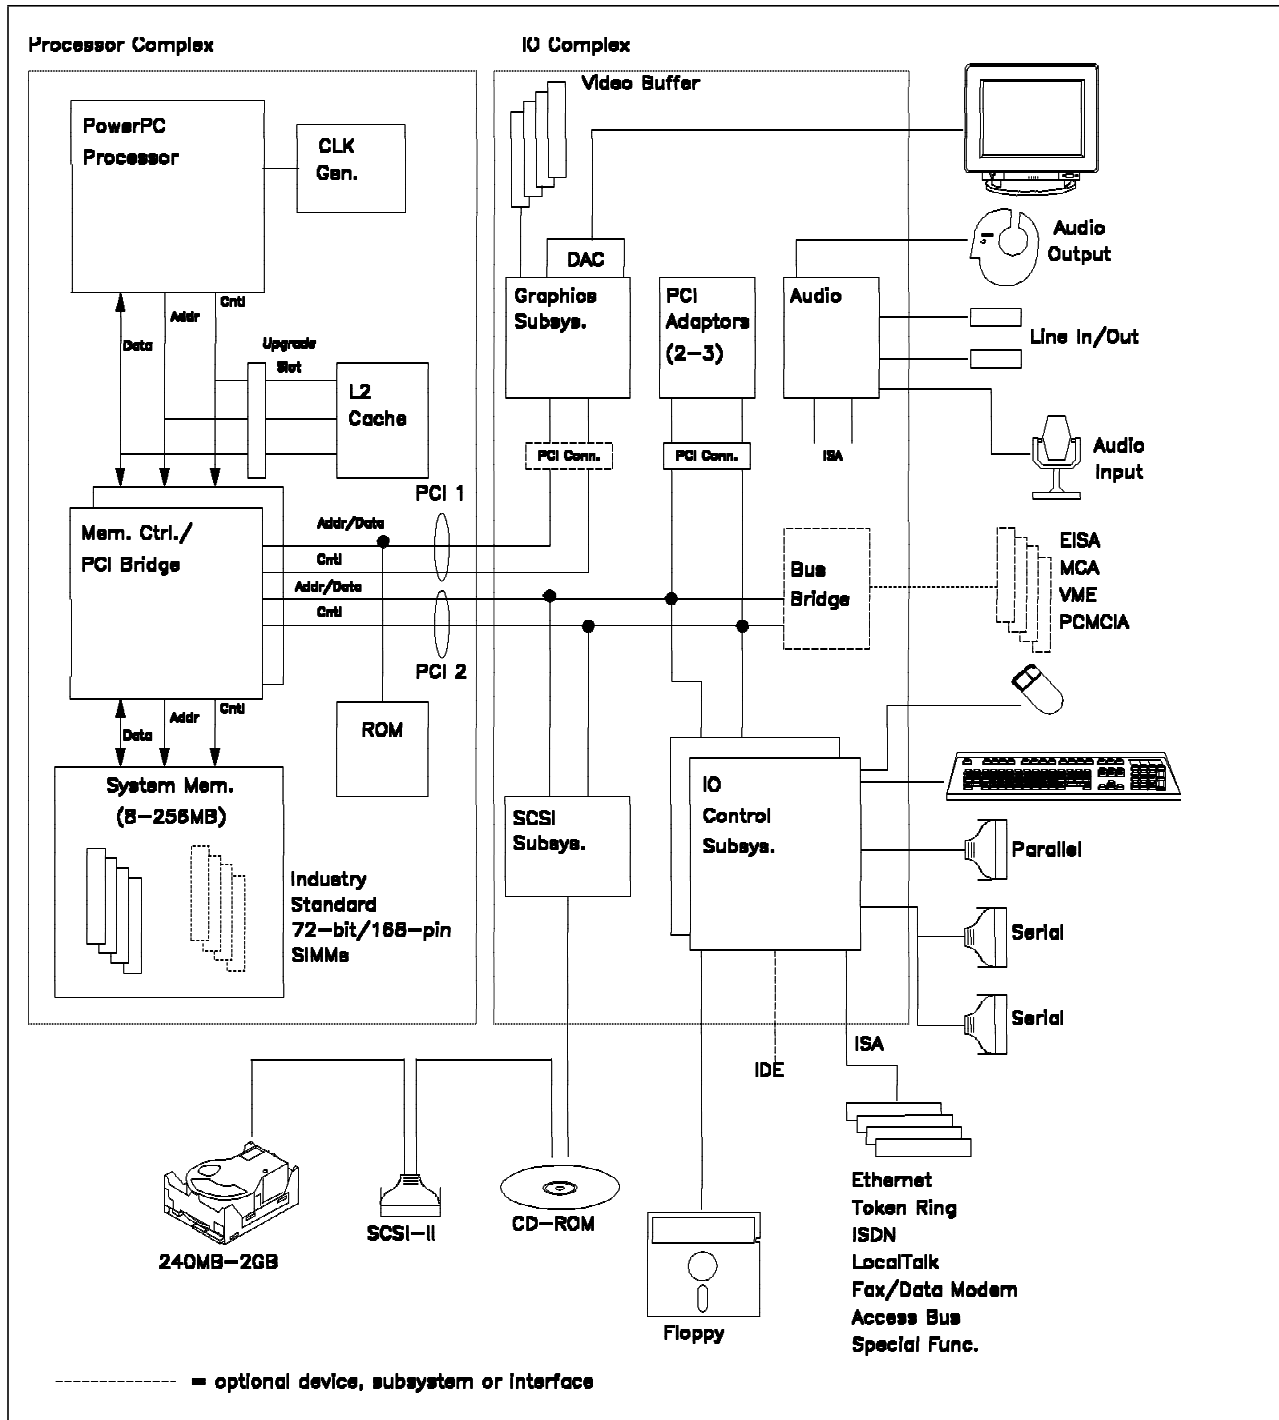 Processor Complex
IO Complex
Video Buffer
PowerPC
Processor
CLK
Gen.
Data
Addr
Cntl
Upgrade
Slot
L2
Cache
DAC
Graphics
Subsys.
PCI
Adaptors
(2-3)
Audio
Audio
Output
Line In/Out
Audio
Input
PCI Conn.
PCI Conn.
ISA
PCI 1
Mem. Ctrl./
PCI Bridge
Addr/Data
Cntl
Addr/Data
Cntl
PCI 2
Bus
Bridge
EISA
MCA
VME
PCMCIA
Data
Addr
Cntl
ROM
System Mem.
(8-256MB)
Industry
Standard
72-bit/168-pin
SIMMs
SCSI
Subsys.
IO
Control
Subsys.
Parallel
Serial
Serial
IDE
ISA
240MB-2GB
SCSI-II
CD-ROM
Floppy
Ethernet
Token Ring
ISDN
LocalTalk
Fax/Data Modem
Access Bus
Special Func.
= optional device, subsystem or interface